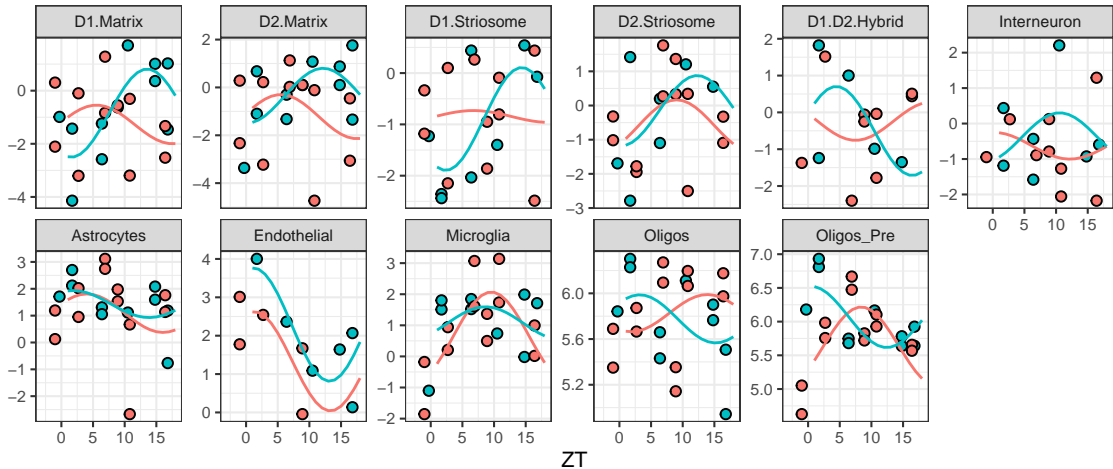 D1.Matrix D2.Matrix D1.Striosome D2.Striosome D1.D2.Hybrid Interneuron
0 -2 -4
2 0 -2 -4
0 -1 -2
2 1 0 -1 -2 -3
2 1 0 -1 -2
2 1 0 -1 -2
Astrocytes Endothelial Microglia Oligos Oligos_Pre
3 2 1 0 -1 -2
4 3 2 1 0
3 2 1 0 -1 -2
6.0 5.6 5.2
7.0 6.5 6.0 5.5 5.0
0 5 10 15 0 5 10 15 0 5 10 15 0 5 10 15 0 5 10 15 0 5 10 15
ZT